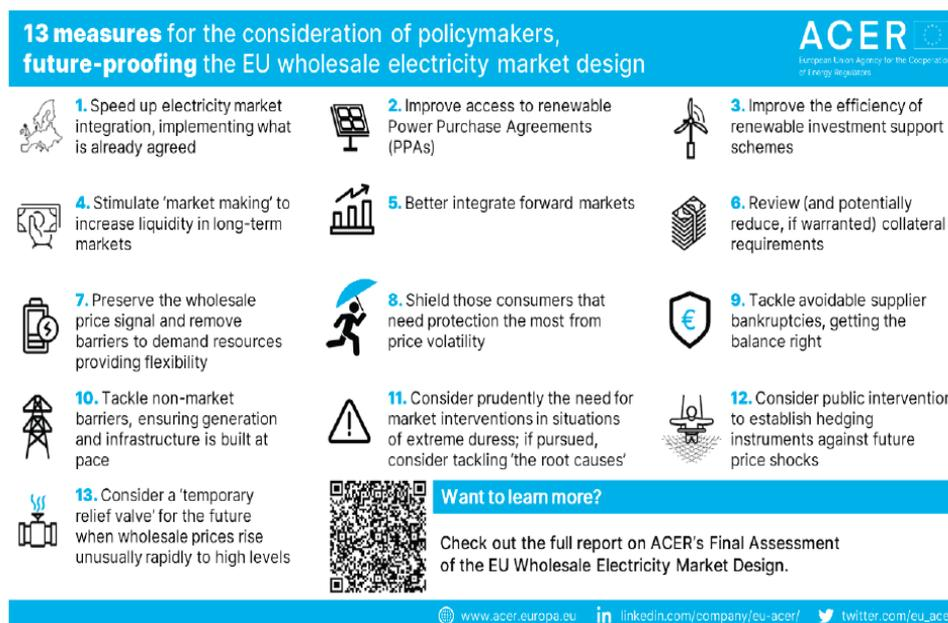 13 measures for the consideration of policymakers,
future-proofing the EU wholesale electricity market design
ACER
European Union Agency for the Cooperation
of Energy Regulators
1. Speed up electricity market
integration, implementing what
is already agreed
2. Improve access to renewable
Power Purchase Agreements
(PPAs)
3. Improve the efficiency of
renewable investment support
schemes
4. Stimulate ‘market making’ to
increase liquidity in long-term
markets
5. Better integrate forward markets
6. Review (and potentially
reduce, if warranted) collateral
requirements
7. Preserve the wholesale
price signal and remove
barriers to demand resources
providing flexibility
8. Shield those consumers that
need protection the most from
price volatility
€
9. Tackle avoidable supplier
bankruptcies, getting the
balance right
10. Tackle non-market
barriers, ensuring generation
and infrastructure is built at
pace
11. Consider prudently the need for
market interventions in situations
of extreme duress; if pursued,
consider tackling ‘the root causes’
12. Consider public intervention
to establish hedging
instruments against future
price shocks
13. Consider a ‘temporary
relief valve’ for the future
when wholesale prices rise
unusually rapidly to high levels
Want to learn more?
Check out the full report on ACER’s Final Assessment
of the EU Wholesale Electricity Market Design.
www.acer.europa.eu
in linkedin.com/company/eu-acer/
twitter.com/eu_ace